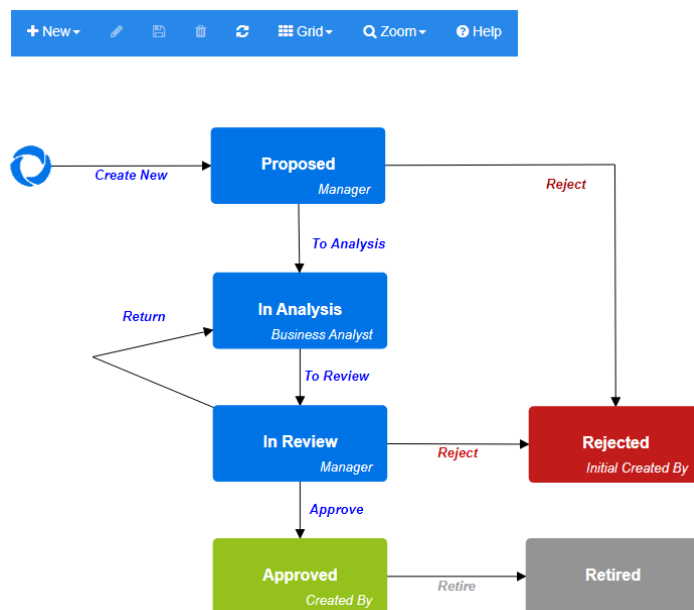 New
Grid
Zoom
Help
Proposed
Manager
Create New
Reject
To Analysis
In Analysis
Business Analyst
Return
To Review
In Review
Manager
Reject
Rejected
Initial Created By
Approve
Approved
Created By
Retire
Retired